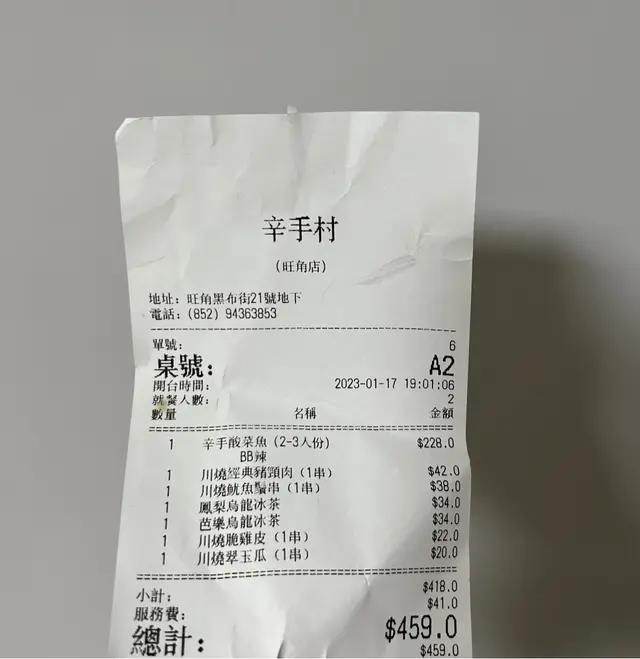 辛手村
(旺角店)
地址: 旺角黑布街21號地下
電話: (852) 94363853
單號: 6
桌號: A2
開台時間: 2023-01-17 19:01:06
就餐人數: 2
數量 名稱 金額
1 辛手酸菜魚 (2-3人份) $228.0
BB辣
1 川燒經典豬頸肉 (1串) $42.0
1 川燒魷魚鬚串 (1串) $38.0
1 鳳梨烏龍冰茶 $34.0
1 芭樂烏龍冰茶 $34.0
1 川燒脆雞皮 (1串) $22.0
1 川燒翠玉瓜 (1串) $20.0
小計: $418.0
服務費: $41.0
總計: $459.0
$459.0